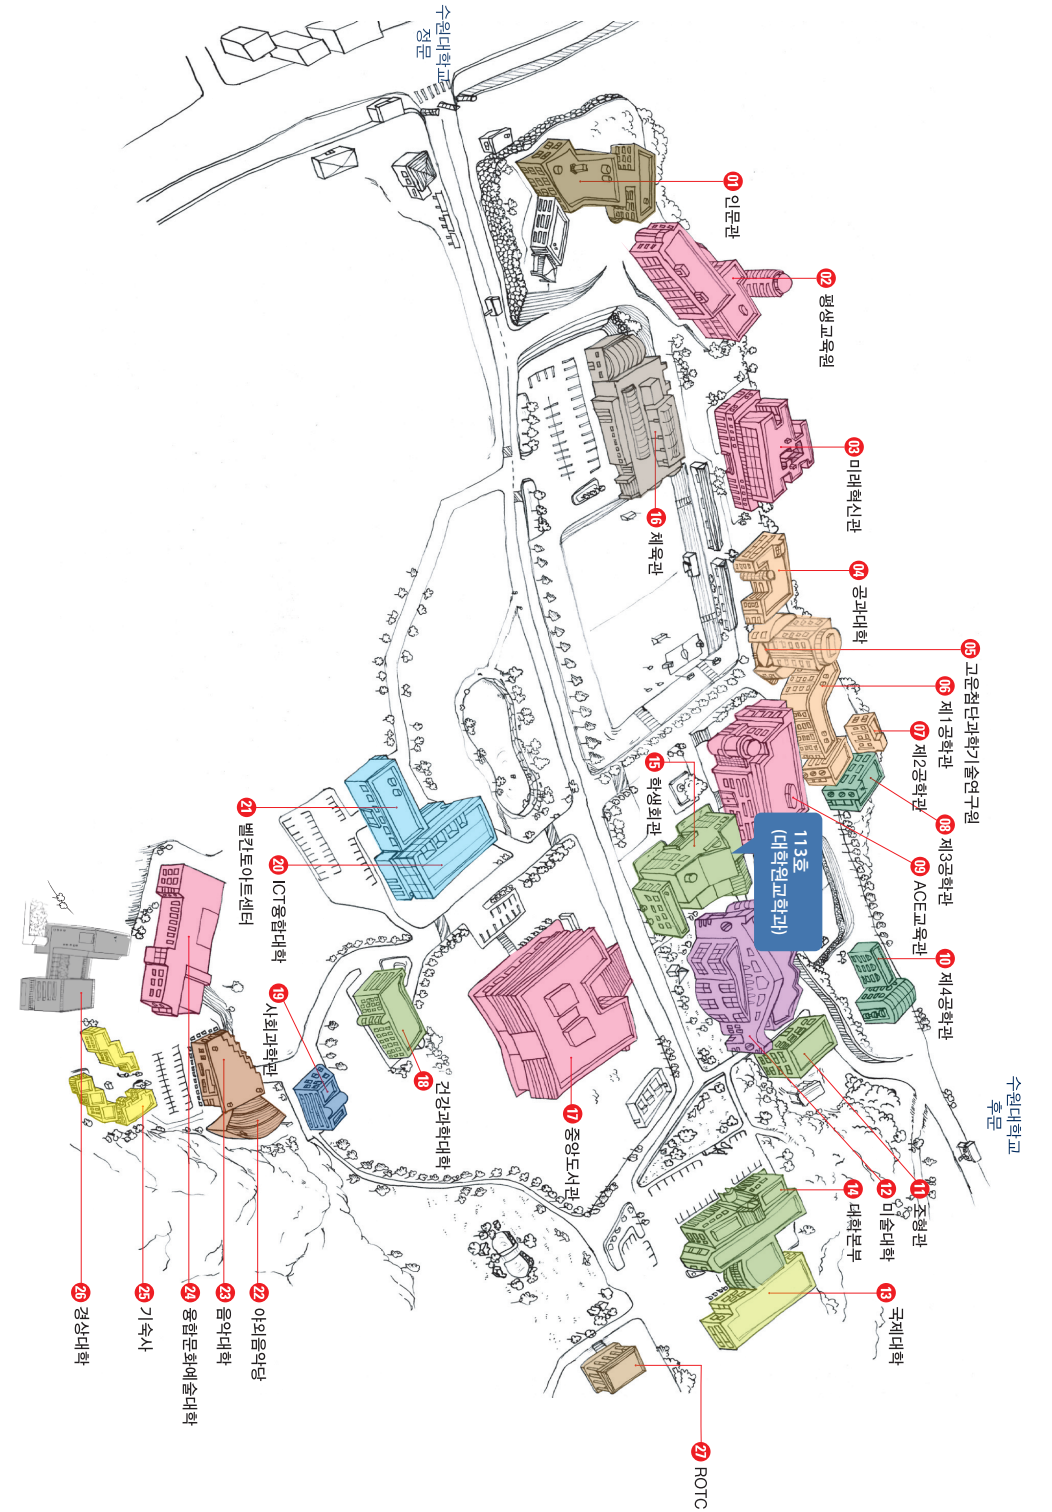 수원대학교
정문
01 인문관
02 평생교육원
03 미래혁신관
16 체육관
04 공과대학
05 고운첨단과학기술연구원
06 제1공학관
07 제2공학관
08 제3공학관
09 ACE교육관
10 제4공학관
15 학생회관
113호
(대학원교학과)
21 벨칸토아트센터
20 ICT융합대학
19 사회과학관
18 건강과학대학
17 중앙도서관
수원대학교
후문
11 조형관
12 미술대학
14 대학본부
13 국제대학
22 야외음악당
23 음악대학
24 융합문화예술대학
25 기숙사
26 경상대학
27 ROTC